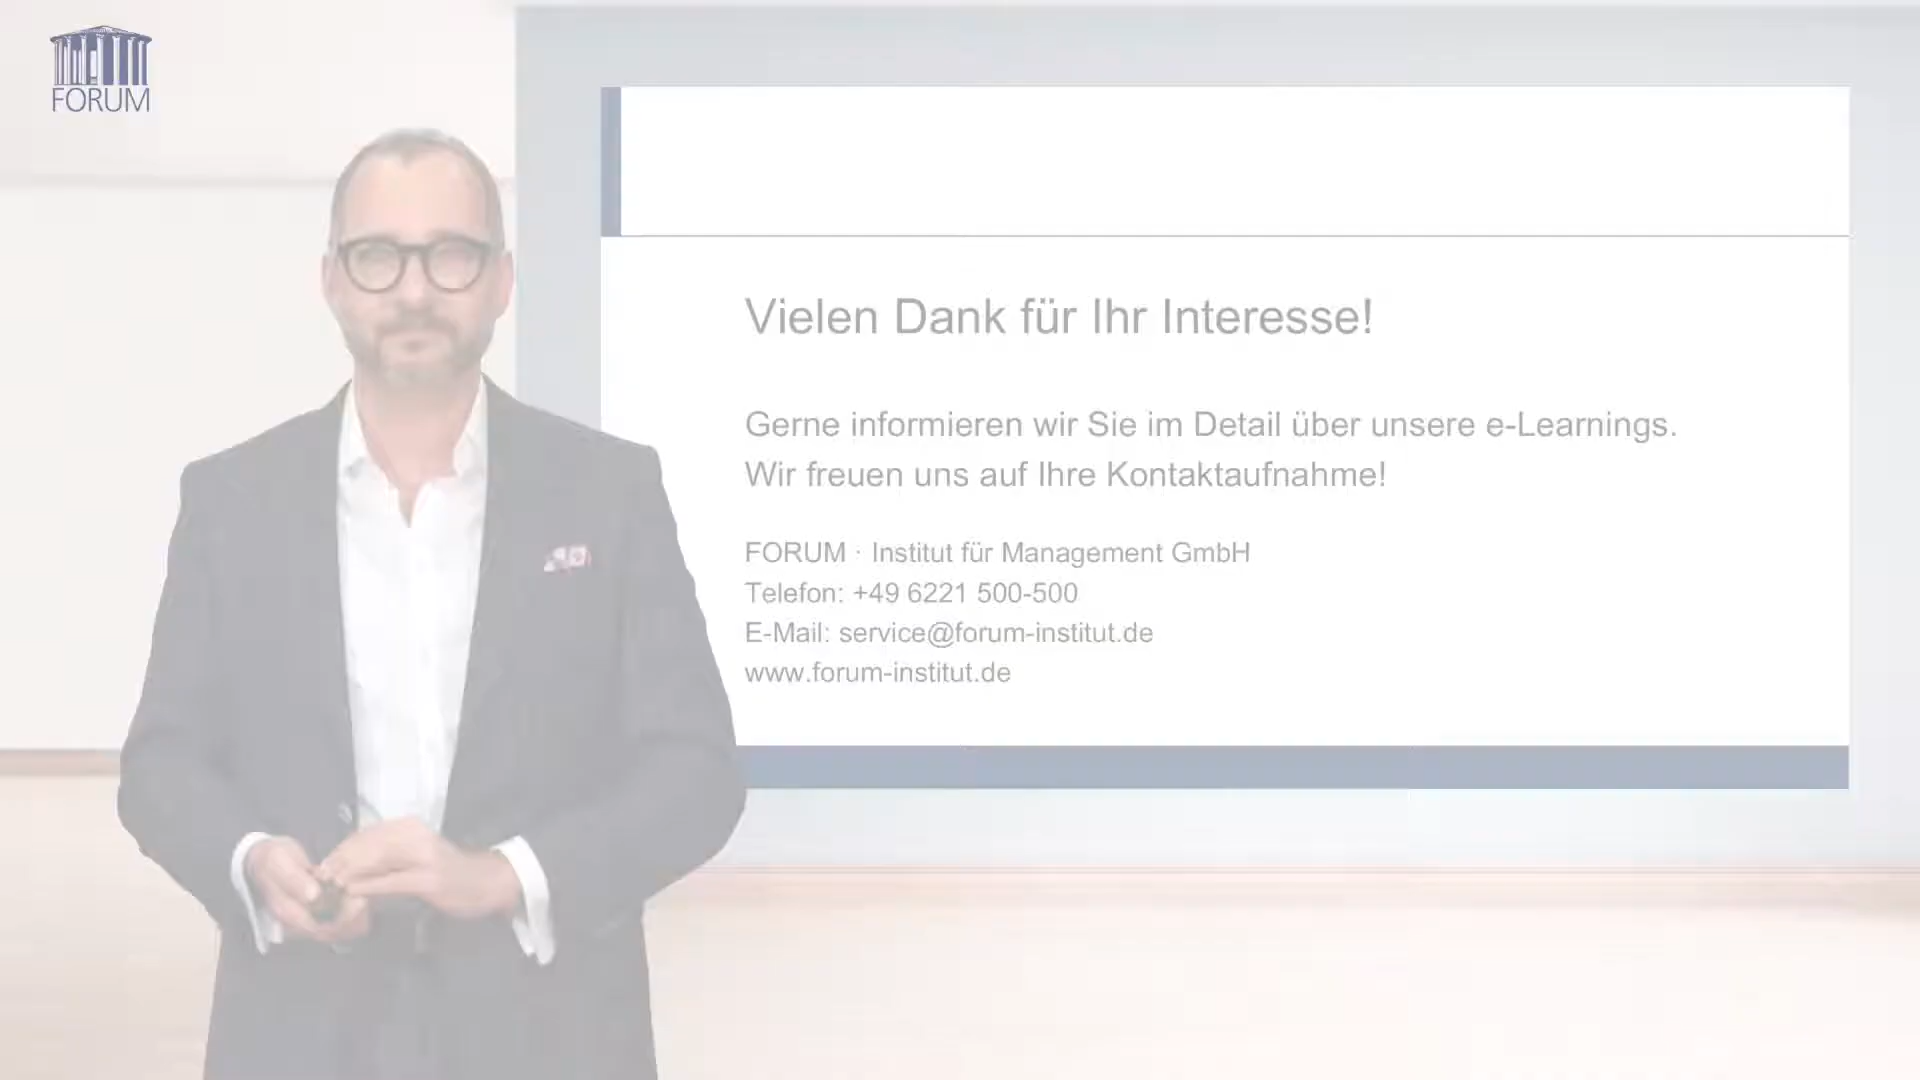 FORUM
Vielen Dank für Ihr Interesse!
Gerne informieren wir Sie im Detail über unsere e-Learnings.
Wir freuen uns auf Ihre Kontaktaufnahme!
FORUM · Institut für Management GmbH
Telefon: +49 6221 500-500
E-Mail: service@forum-institut.de
www.forum-institut.de